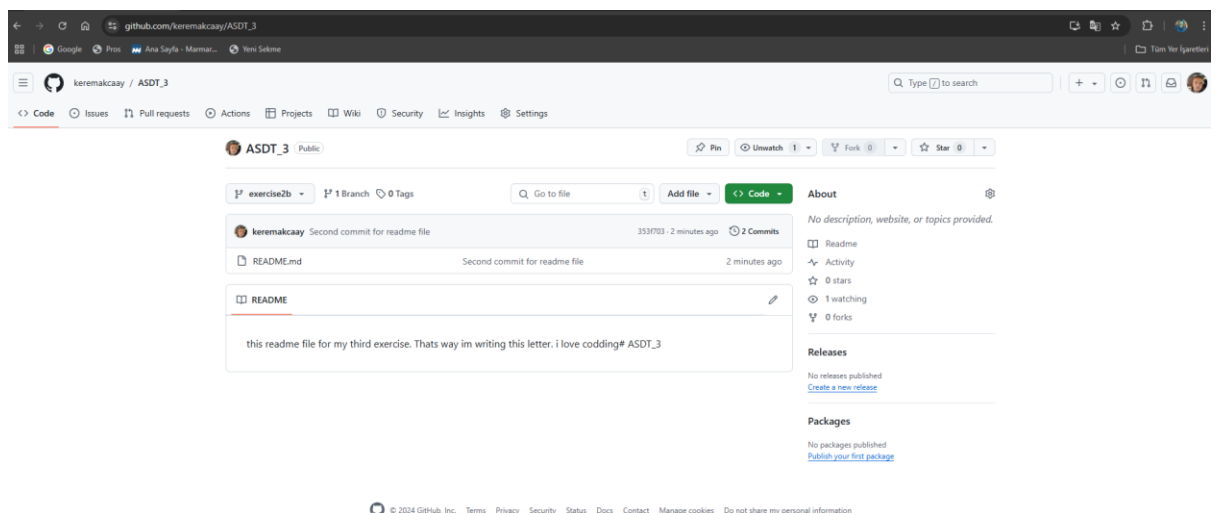 github.com/keremakcaay/ASDT_3
Google Pros Ana Sayfa - Marmar... Yeni Sekme Tüm Yer İşaretleri
keremakcaay / ASDT_3 Type / to search
Code Issues Pull requests Actions Projects Wiki Security Insights Settings
ASDT_3 Public Pin Unwatch 1 Fork 0 Star 0
exercise2b 1 Branch 0 Tags Go to file t Add file Code
keremakcaay Second commit for readme file 353f703 · 2 minutes ago 2 Commits
README.md Second commit for readme file 2 minutes ago
README
this readme file for my third exercise. Thats way im writing this letter. i love codding# ASDT_3
About
No description, website, or topics provided.
Readme
Activity
0 stars
1 watching
0 forks
Releases
No releases published
Create a new release
Packages
No packages published
Publish your first package
© 2024 GitHub, Inc. Terms Privacy Security Status Docs Contact Manage cookies Do not share my personal information